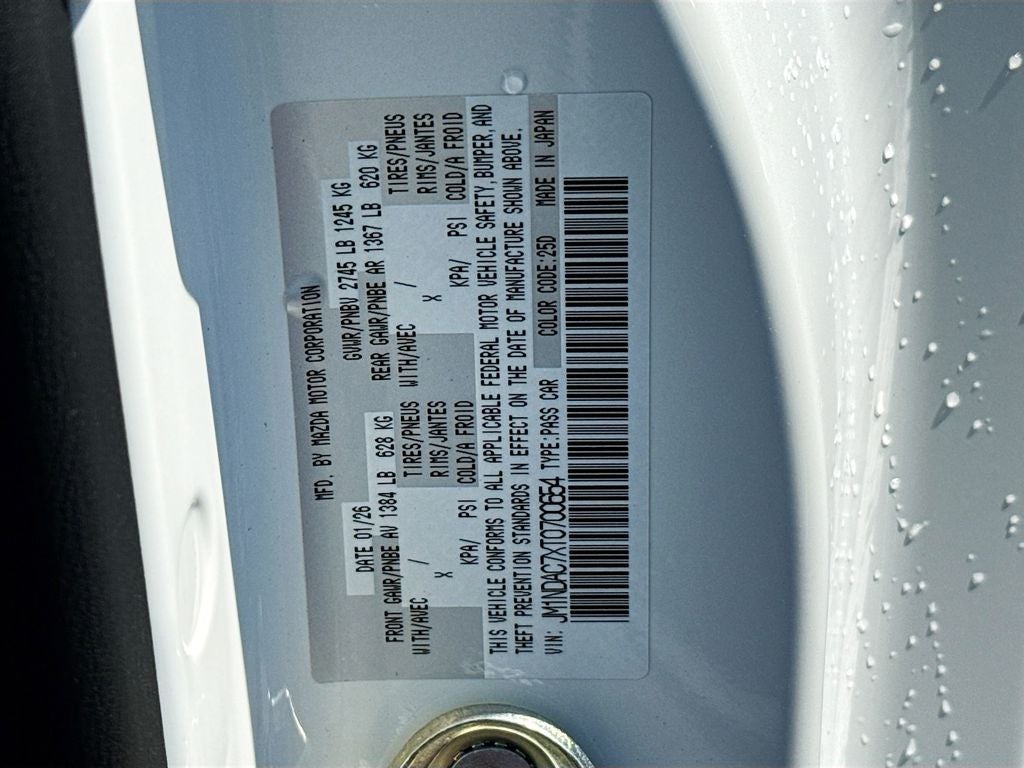 MFD. BY MAZDA MOTOR CORPORATION
DATE 01/26 GVWR/PNBV 2745 LB 1245 KG
FRONT GAWR/PNBE AV 1384 LB 628 KG REAR GAWR/PNBE AR 1367 LB 620 KG
WITH/AVEC / TIRES/PNEUS WITH/AVEC / TIRES/PNEUS
X RIMS/JANTES X RIMS/JANTES
KPA/ PSI COLD/A FROID KPA/ PSI COLD/A FROID
THIS VEHICLE CONFORMS TO ALL APPLICABLE FEDERAL MOTOR VEHICLE SAFETY, BUMPER, AND
THEFT PREVENTION STANDARDS IN EFFECT ON THE DATE OF MANUFACTURE SHOWN ABOVE.
VIN: JM1NDAC7XT0700654 TYPE:PASS CAR COLOR CODE:25D MADE IN JAPAN